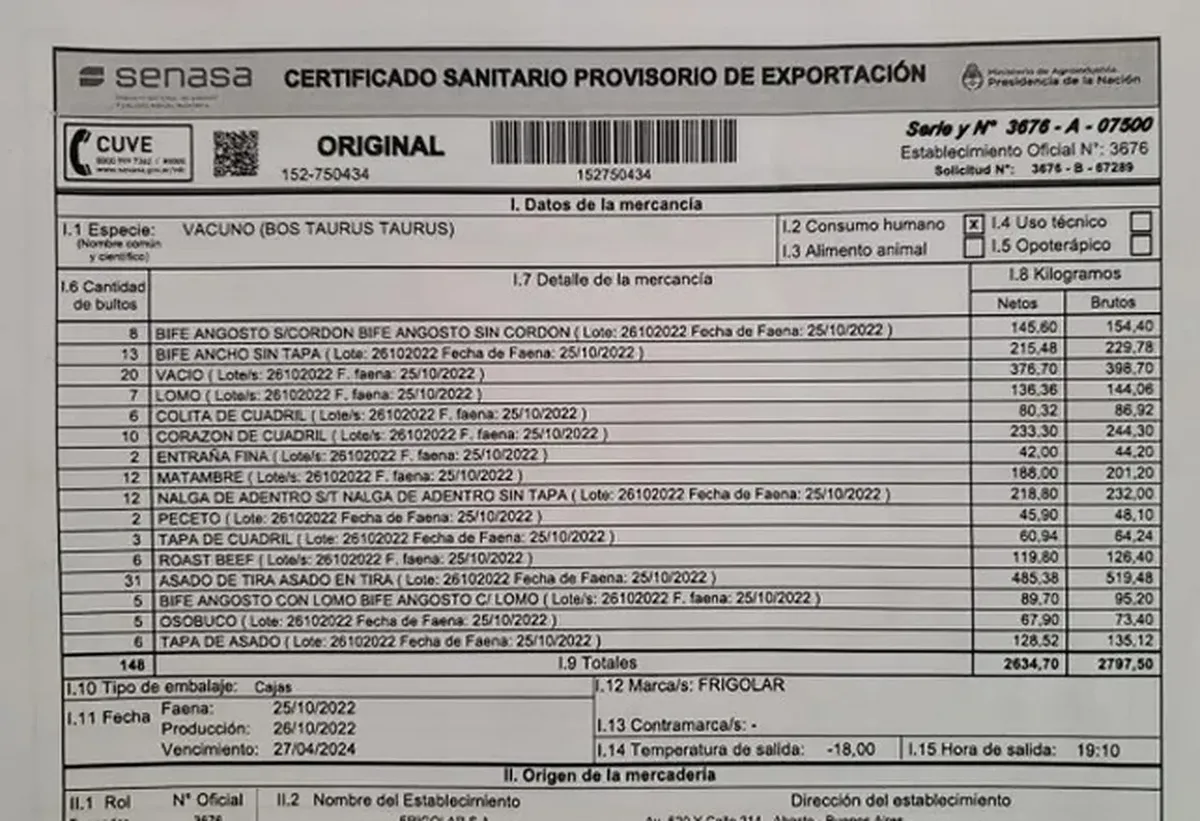 senasa CERTIFICADO SANITARIO PROVISORIO DE EXPORTACIÓN Ministerio de Agroindustria
Presidencia de la Nación
CUVE
www.senasa.gov.ar
ORIGINAL
152-750434
152750434
Serie y N° 3676 - A - 07500
Establecimiento Oficial N°: 3676
Solicitud N°: 3676 - B - 67289
I. Datos de la mercancía
I.1 Especie: VACUNO (BOS TAURUS TAURUS)
(Nombre común
y científico)
I.2 Consumo humano x I.4 Uso técnico
I.3 Alimento animal I.5 Opoterápico
I.6 Cantidad
de bultos
I.7 Detalle de la mercancía
I.8 Kilogramos
Netos Brutos
8 BIFE ANGOSTO S/CORDON BIFE ANGOSTO SIN CORDON ( Lote: 26102022 Fecha de Faena: 25/10/2022 ) 145,60 154,40
13 BIFE ANCHO SIN TAPA ( Lote: 26102022 Fecha de Faena: 25/10/2022 ) 215,48 229,78
20 VACIO ( Lote/s: 26102022 F. faena: 25/10/2022 ) 376,70 398,70
7 LOMO ( Lote/s: 26102022 F. faena: 25/10/2022 ) 136,36 144,06
6 COLITA DE CUADRIL ( Lote/s: 26102022 F. faena: 25/10/2022 ) 80,32 86,92
10 CORAZON DE CUADRIL ( Lote/s: 26102022 F. faena: 25/10/2022 ) 233,30 244,30
2 ENTRAÑA FINA ( Lote/s: 26102022 F. faena: 25/10/2022 ) 42,00 44,20
12 MATAMBRE ( Lote/s: 26102022 F. faena: 25/10/2022 ) 188,00 201,20
12 NALGA DE ADENTRO S/T NALGA DE ADENTRO SIN TAPA ( Lote: 26102022 Fecha de Faena: 25/10/2022 ) 218,80 232,00
2 PECETO ( Lote: 26102022 Fecha de Faena: 25/10/2022 ) 45,90 48,10
3 TAPA DE CUADRIL ( Lote: 26102022 Fecha de Faena: 25/10/2022 ) 60,94 64,24
6 ROAST BEEF ( Lote/s: 26102022 F. faena: 25/10/2022 ) 119,80 126,40
31 ASADO DE TIRA ASADO EN TIRA ( Lote: 26102022 Fecha de Faena: 25/10/2022 ) 485,38 519,48
5 BIFE ANGOSTO CON LOMO BIFE ANGOSTO C/ LOMO ( Lote/s: 26102022 F. faena: 25/10/2022 ) 89,70 95,20
5 OSOBUCO ( Lote: 26102022 Fecha de Faena: 25/10/2022 ) 67,90 73,40
6 TAPA DE ASADO ( Lote: 26102022 Fecha de Faena: 25/10/2022 ) 128,52 135,12
148 I.9 Totales 2634,70 2797,50
I.10 Tipo de embalaje: Cajas
I.11 Fecha
Faena: 25/10/2022
Producción: 26/10/2022
Vencimiento: 27/04/2024
I.12 Marca/s: FRIGOLAR
I.13 Contramarca/s: -
I.14 Temperatura de salida: -18,00 I.15 Hora de salida: 19:10
II. Origen de la mercadería
II.1 Rol N° Oficial II.2 Nombre del Establecimiento Dirección del establecimiento
3676 FRIGOLAR S.A.